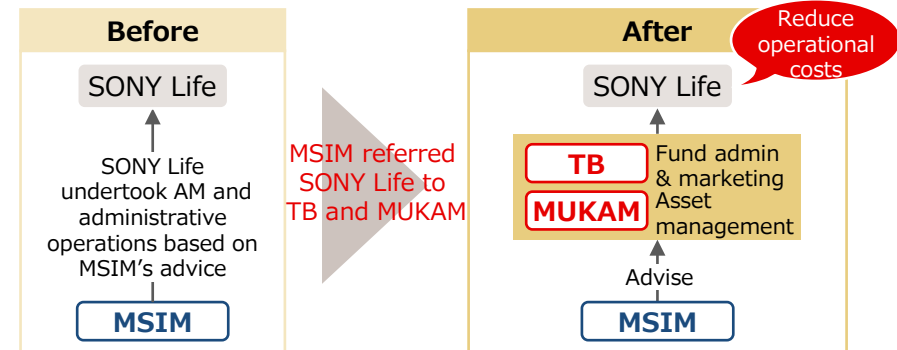 Before
SONY Life
SONY Life
undertook AM and
administrative
operations based on
MSIM's advice
MSIM
MSIM referred
SONY Life to
TB and MUKAM
After
Reduce
operational
costs
SONY Life
TB
Fund admin
& marketing
MUKAM
Asset
management
Advise
MSIM